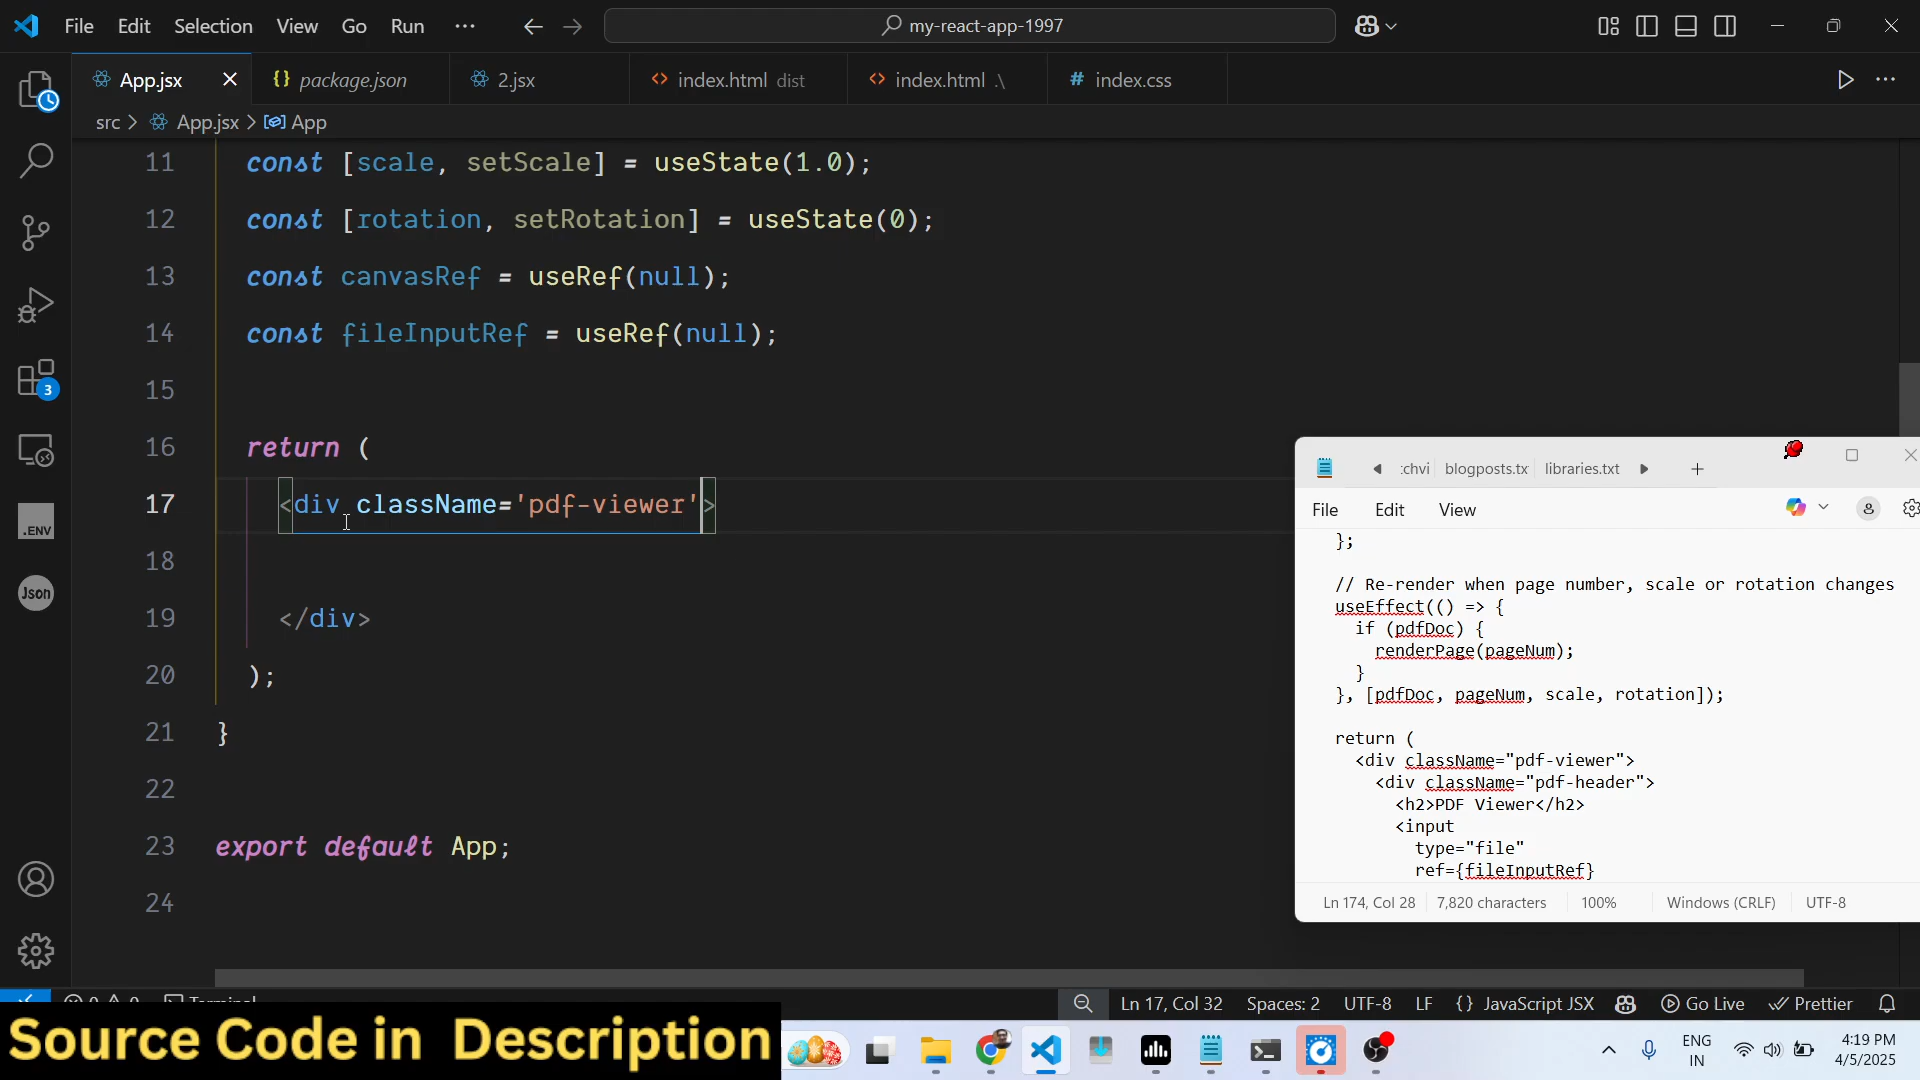 File Edit Selection View Go Run ··· my-react-app-1997
App.jsx package.json 2.jsx index.html dist index.html .\ index.css
src > App.jsx > App
11 const [scale, setScale] = useState(1.0);
12 const [rotation, setRotation] = useState(0);
13 const canvasRef = useRef(null);
14 const fileInputRef = useRef(null);
15
16 return (
17 <div className='pdf-viewer'>
18
19 </div>
20 );
21 }
22
23 export default App;
24
3
.ENV
Json
blogposts.tx libraries.txt
File Edit View
};
// Re-render when page number, scale or rotation changes
useEffect(() => {
if (pdfDoc) {
renderPage(pageNum);
}
}, [pdfDoc, pageNum, scale, rotation]);
return (
<div className="pdf-viewer">
<div className="pdf-header">
<h2>PDF Viewer</h2>
<input
type="file"
ref={fileInputRef}
Ln 174, Col 28 7,820 characters 100% Windows (CRLF) UTF-8
Ln 17, Col 32 Spaces: 2 UTF-8 LF {} JavaScript JSX Go Live Prettier
Source Code in Description
ENG
IN
4:19 PM
4/5/2025